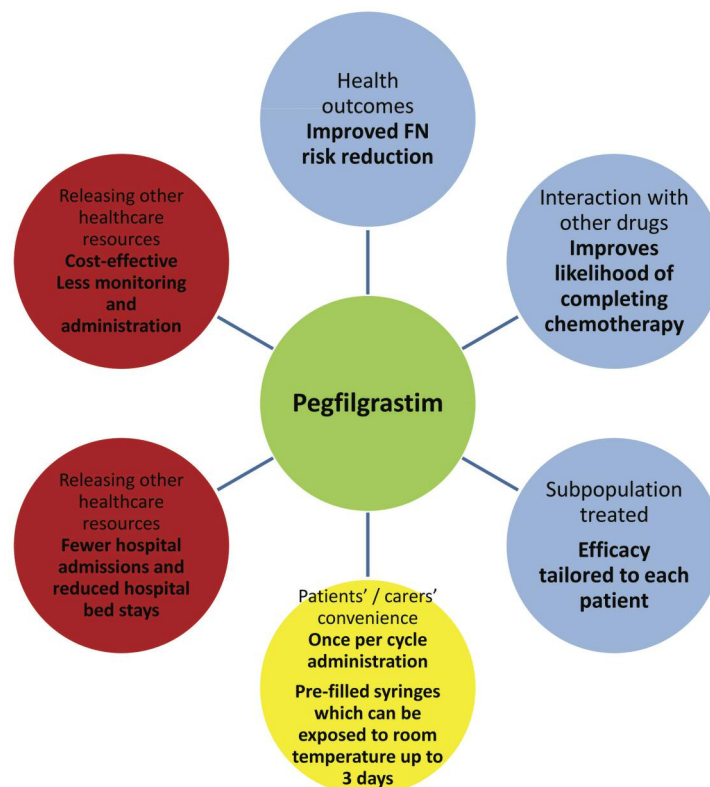 Health
outcomes
Improved FN
risk reduction
Interaction with
other drugs
Improves
likelihood of
completing
chemotherapy
Subpopulation
treated
Efficacy
tailored to each
patient
Patients' / carers'
convenience
Once per cycle
administration
Pre-filled syringes
which can be
exposed to room
temperature up to
3 days
Releasing other
healthcare
resources
Fewer hospital
admissions and
reduced hospital
bed stays
Releasing other
healthcare
resources
Cost-effective
Less monitoring
and
administration
Pegfilgrastim